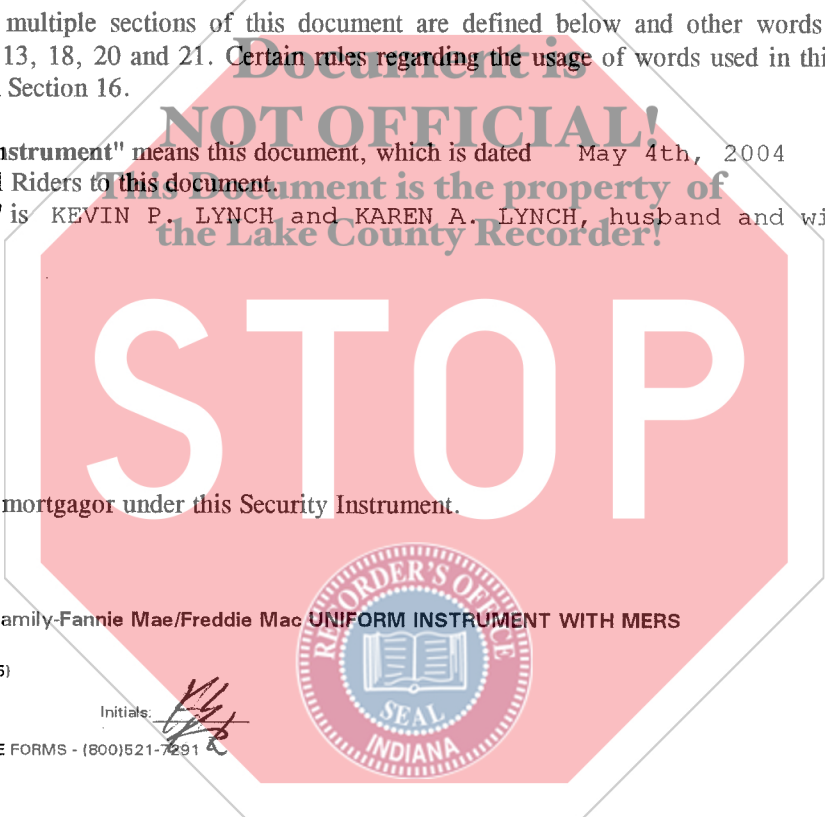 multiple sections of this document are defined below and other words
13, 18, 20 and 21. Certain rules regarding the usage of words used in thi
Section 16.
Document is
NOT OFFICIAL!
nstrument" means this document, which is dated May 4th, 2004
Riders to this document.
This Document is the property of
" is KEVIN P. LYNCH and KAREN A. LYNCH, husband and wi
the Lake County Recorder!
STOP
mortgagor under this Security Instrument.
RECORDER'S OFFICE
SEAL
INDIANA
amily-Fannie Mae/Freddie Mac UNIFORM INSTRUMENT WITH MERS
5)
Initials:
E FORMS - (800)521-7291